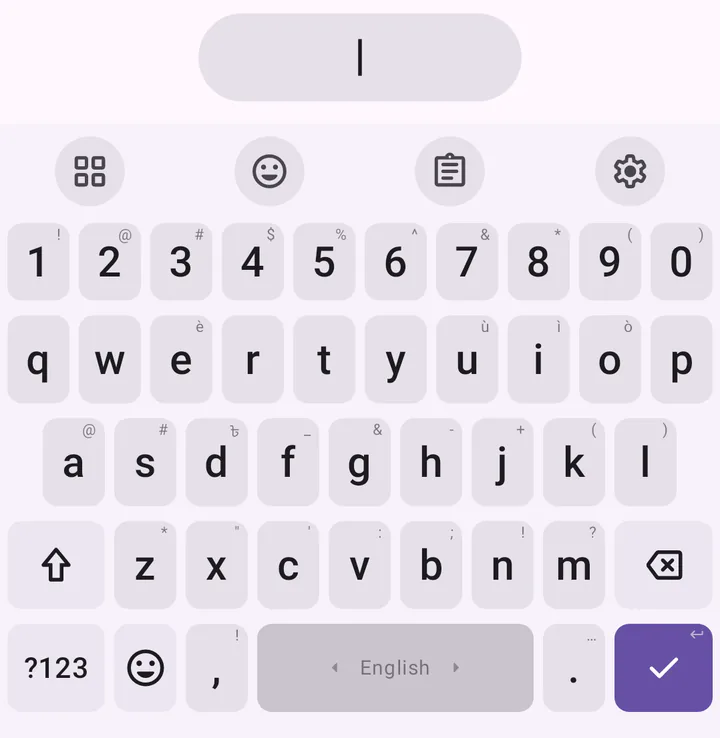 ! @ # $ % ^ & * ( )
1 2 3 4 5 6 7 8 9 0
è ù ì ò
q w e r t y u i o p
@ # _ & - + ( )
a s d f g h j k l
* " ' : ; ! ?
z x c v b n m
! …
?123 , English .